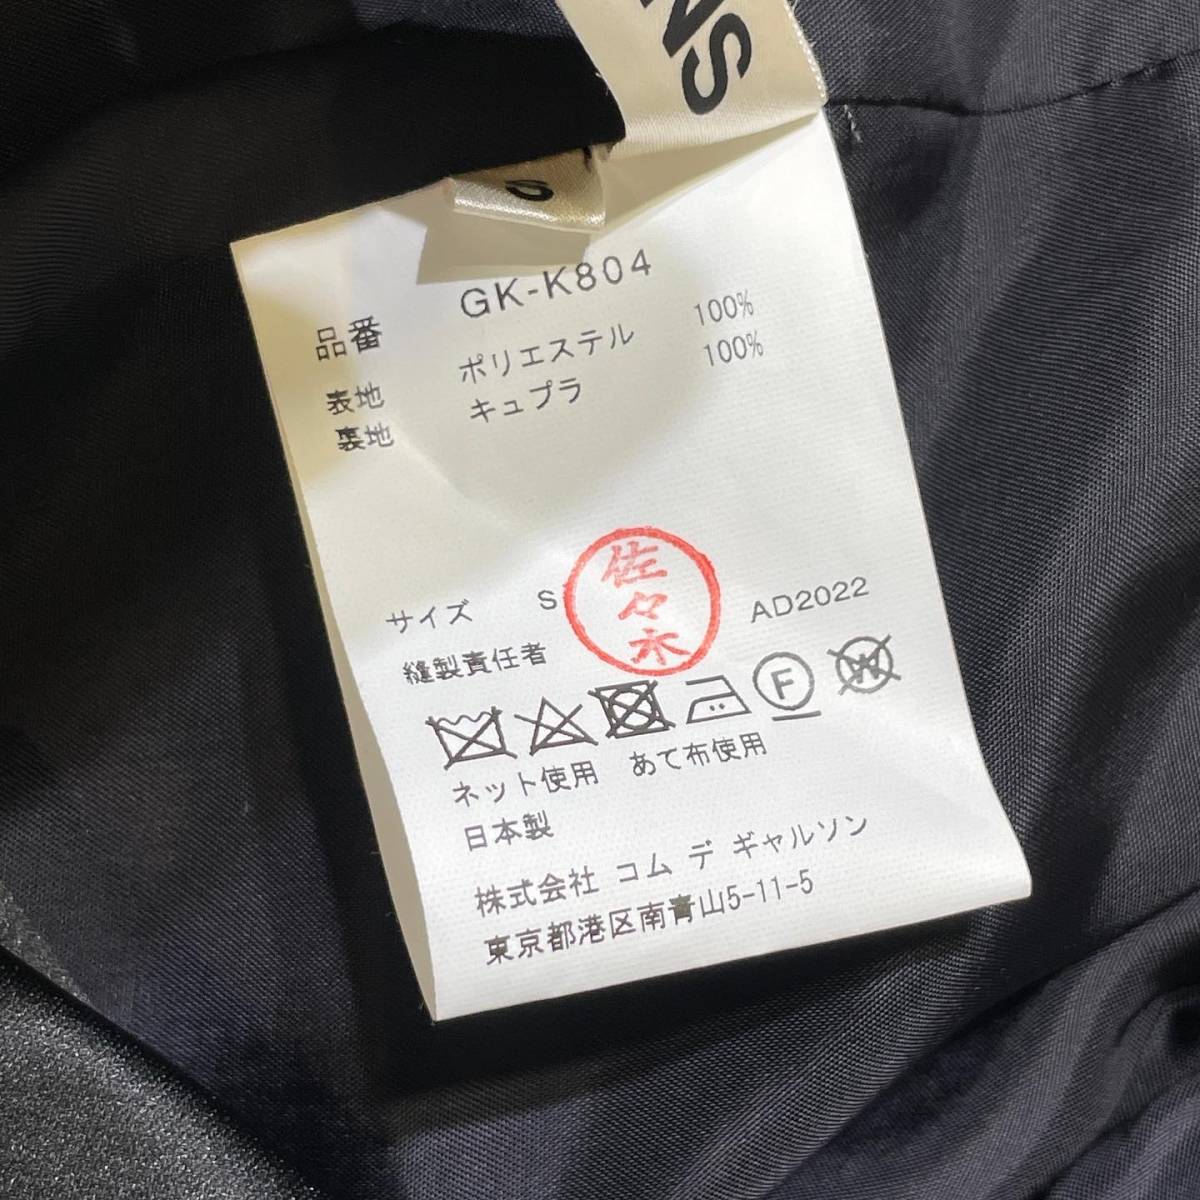 NS
S
品番 GK-K804
表地 ポリエステル 100%
裏地 キュプラ 100%
サイズ S AD2022
縫製責任者 佐々木
F
W
ネット使用 あて布使用
日本製
株式会社 コム デ ギャルソン
東京都港区南青山5-11-5